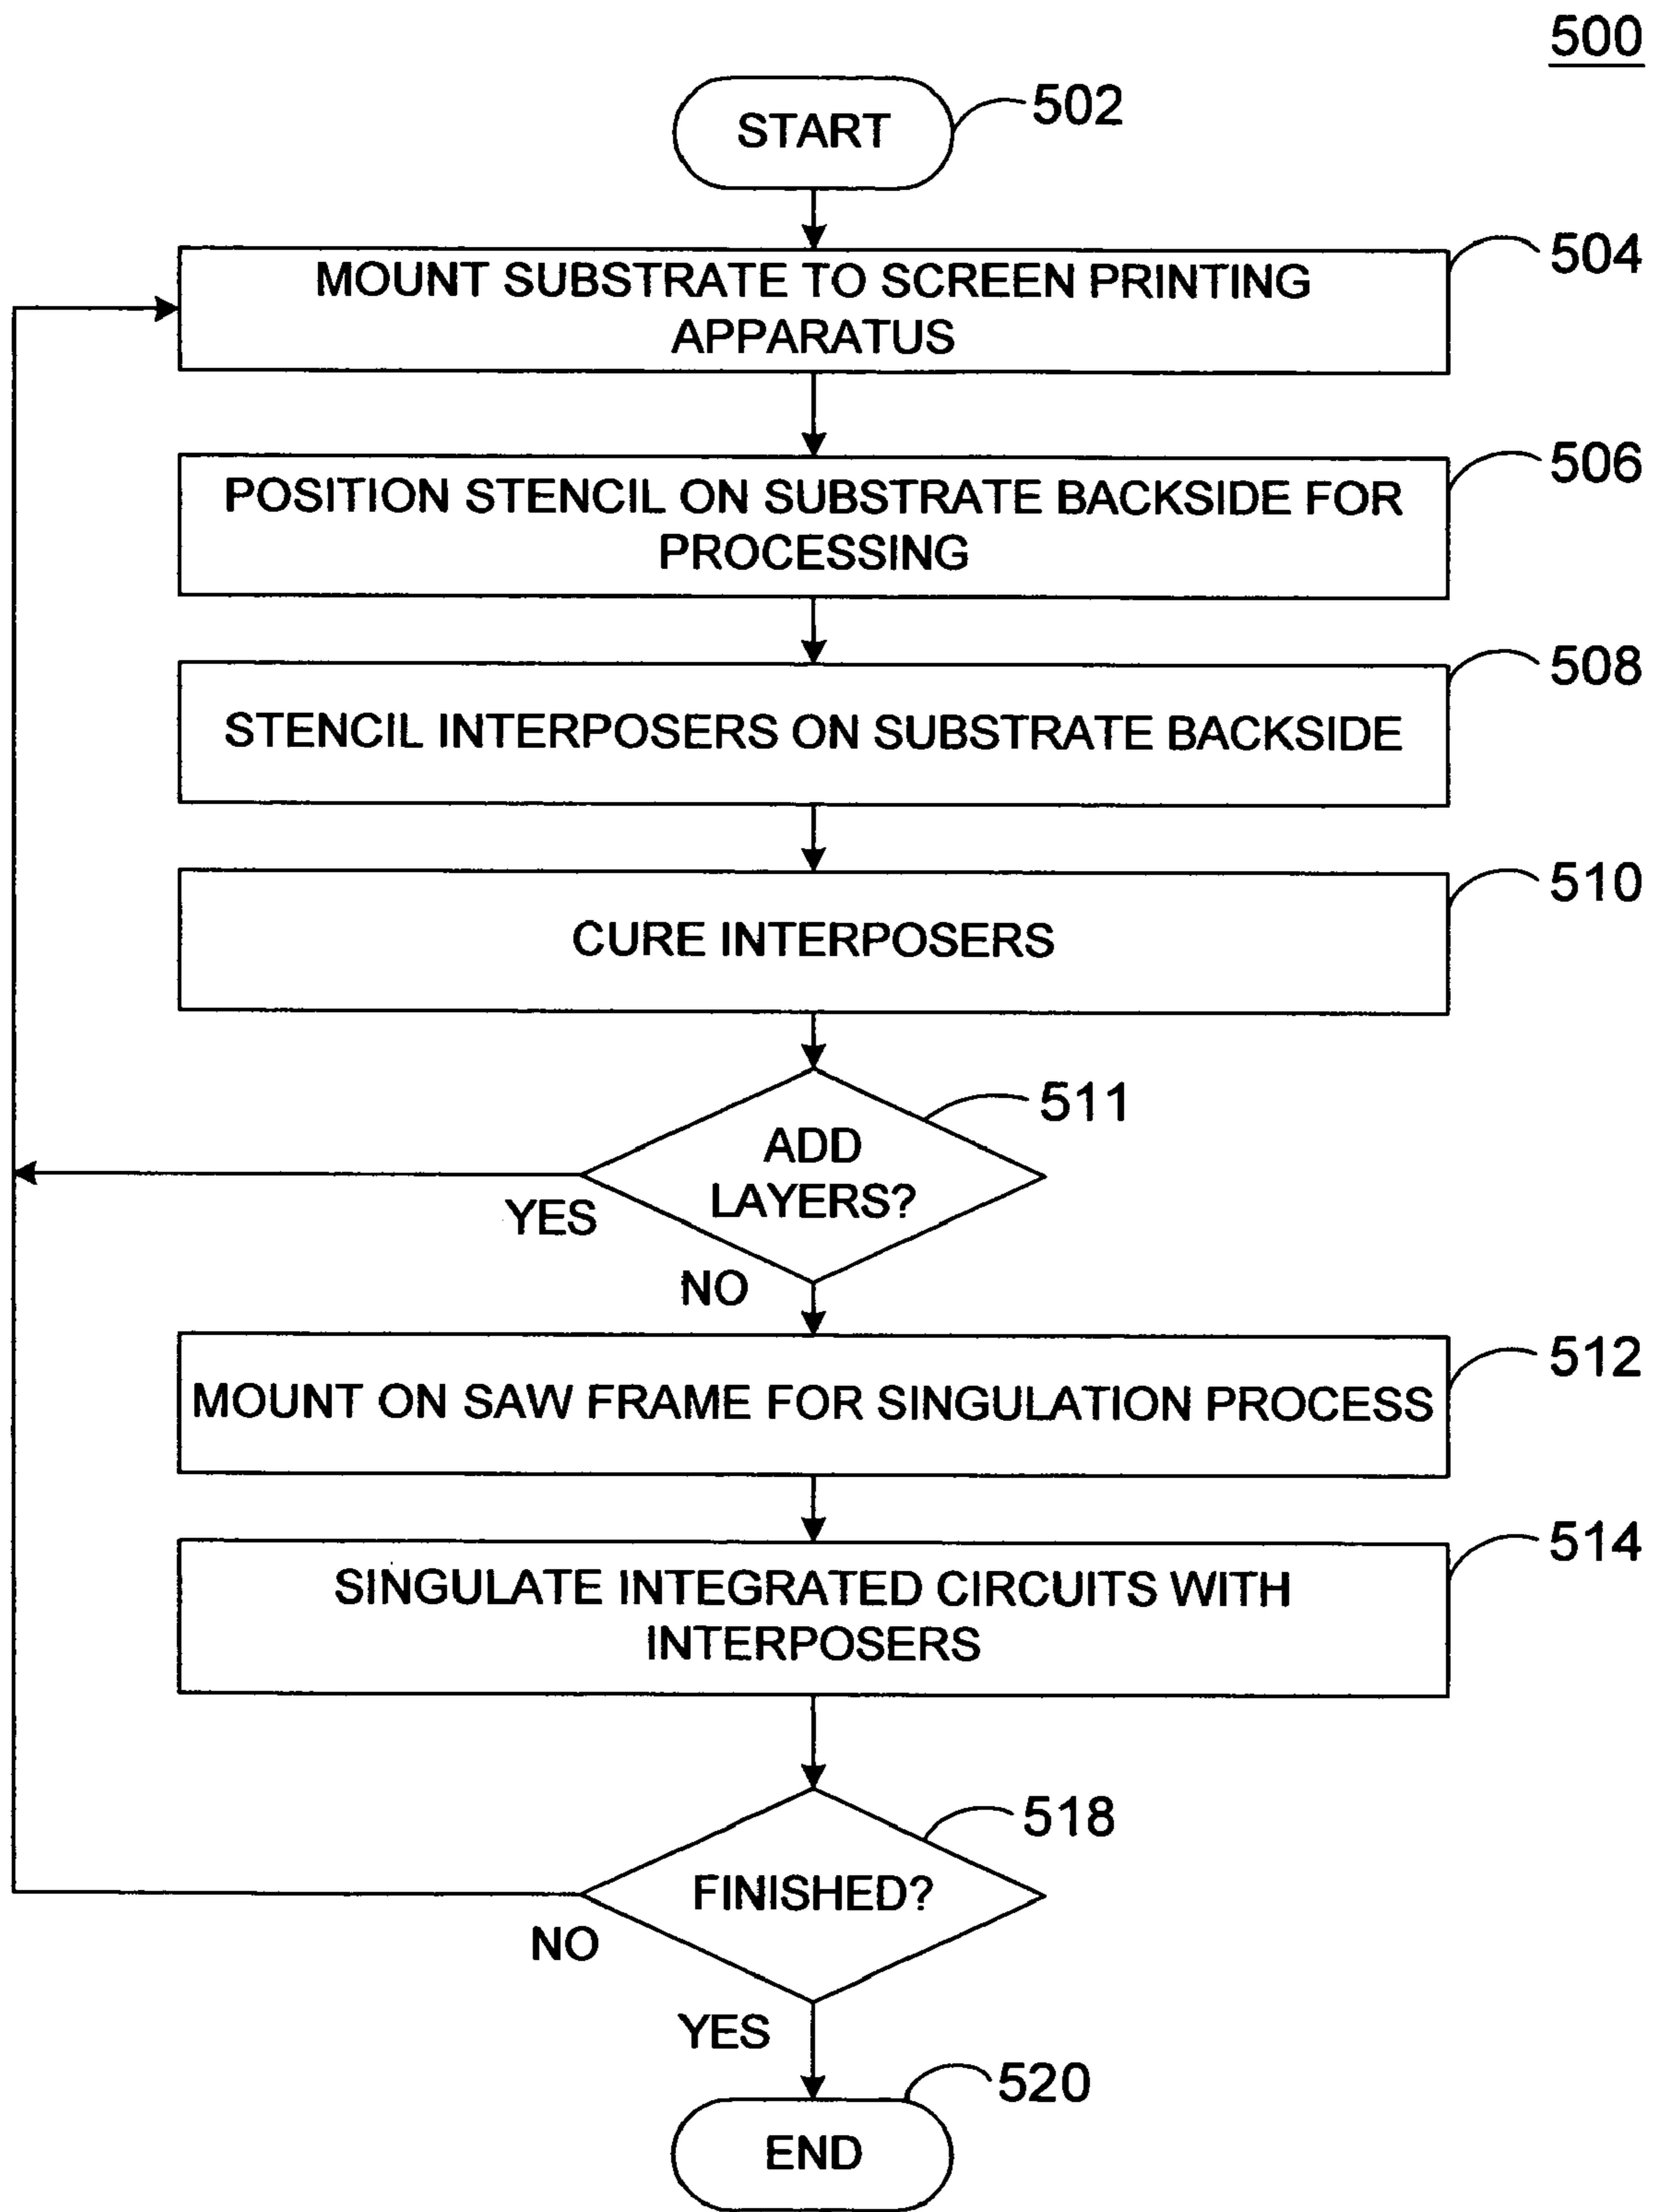 500
START
502
MOUNT SUBSTRATE TO SCREEN PRINTING
APPARATUS
504
POSITION STENCIL ON SUBSTRATE BACKSIDE FOR
PROCESSING
506
STENCIL INTERPOSERS ON SUBSTRATE BACKSIDE
508
CURE INTERPOSERS
510
ADD
LAYERS?
511
YES
NO
MOUNT ON SAW FRAME FOR SINGULATION PROCESS
512
SINGULATE INTEGRATED CIRCUITS WITH
INTERPOSERS
514
FINISHED?
518
NO
YES
END
520